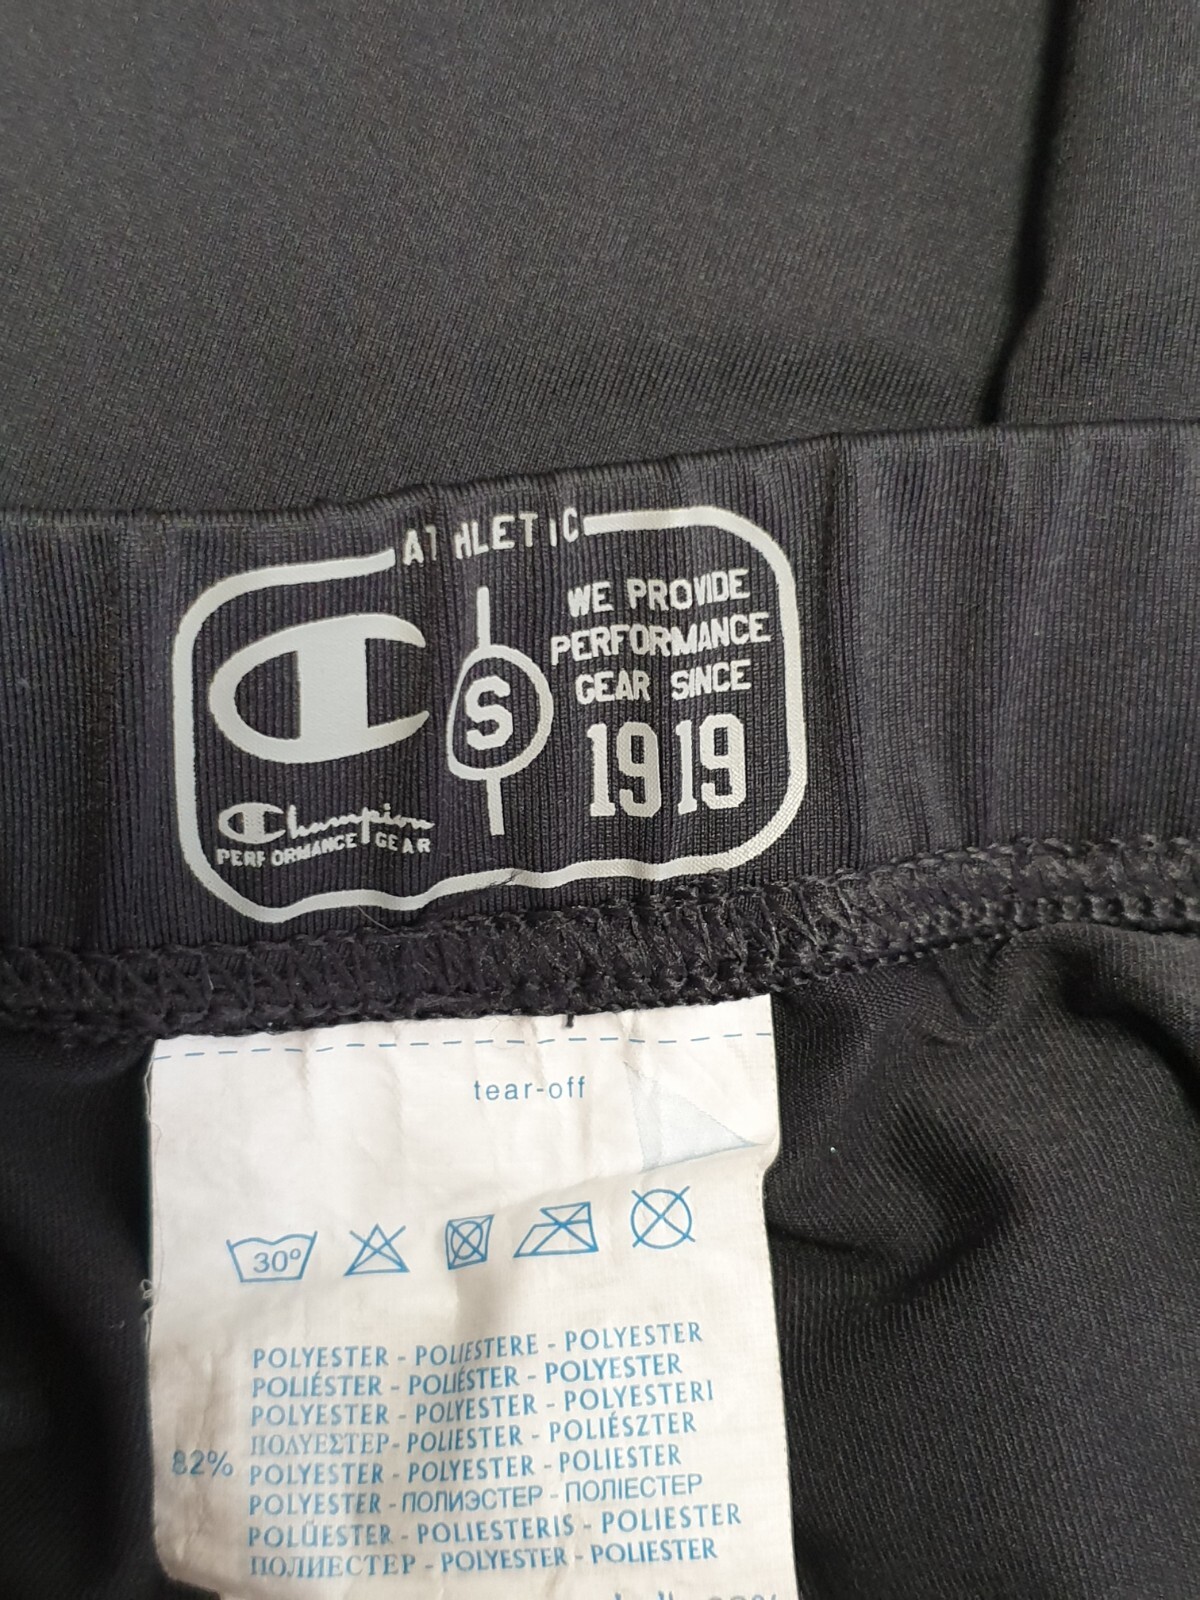 ATHLETIC
WE PROVIDE
PERFORMANCE
GEAR SINCE
1919
S
Champion
PERFORMANCE GEAR
tear-off
30°
POLYESTER - POLIESTERE - POLYESTER
POLIÉSTER - POLIÉSTER - POLYESTER
POLYESTER - POLYESTER - POLYESTERI
ΠΟΛΥΕΣΤΕΡ - POLIESTER - POLIÉSZTER
82% POLYESTER - POLYESTER - POLIESTER
POLYESTER - ПОЛИЭСТЕР - ПОЛІЕСТЕР
POLÜESTER - POLIESTERIS - POLIESTER
ПОЛИЕСТЕР - POLYESTER - POLIESTER